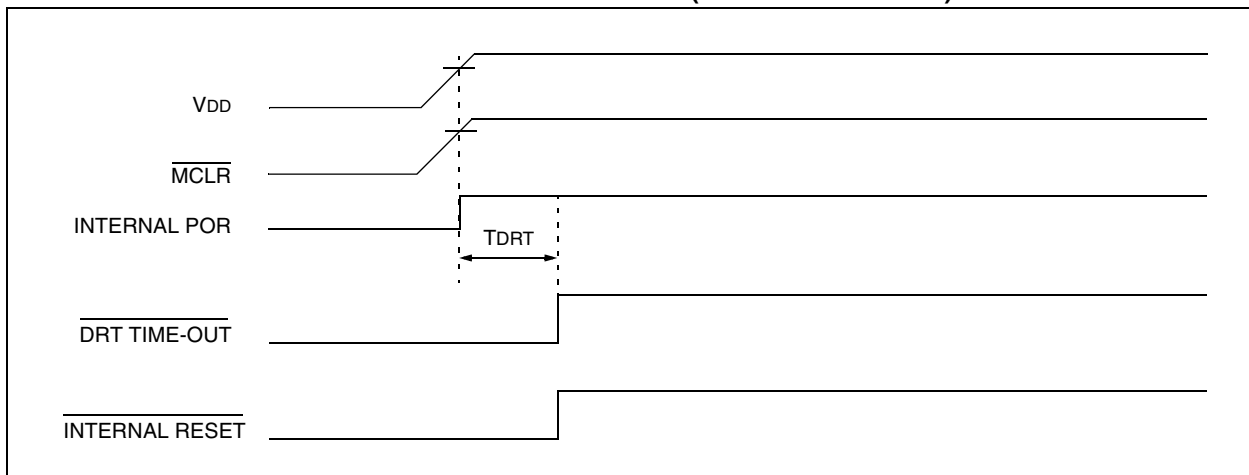 VDD
MCLR
INTERNAL POR
TDRT
DRT TIME-OUT
INTERNAL RESET